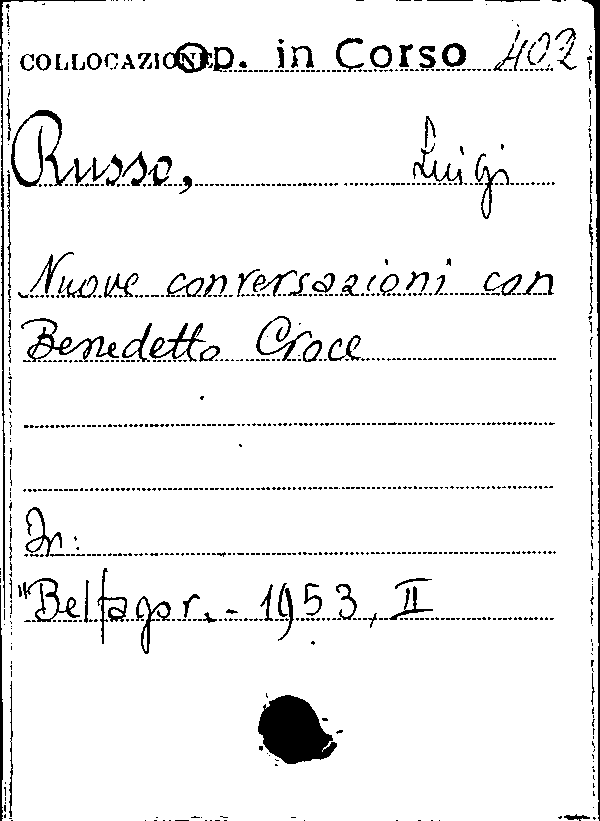 COLLOCAZIONE Op. in Corso 402
Russo, Luigi
Nuove conversazioni con
Benedetto Croce
In:
"Belfagor. - 1953, II